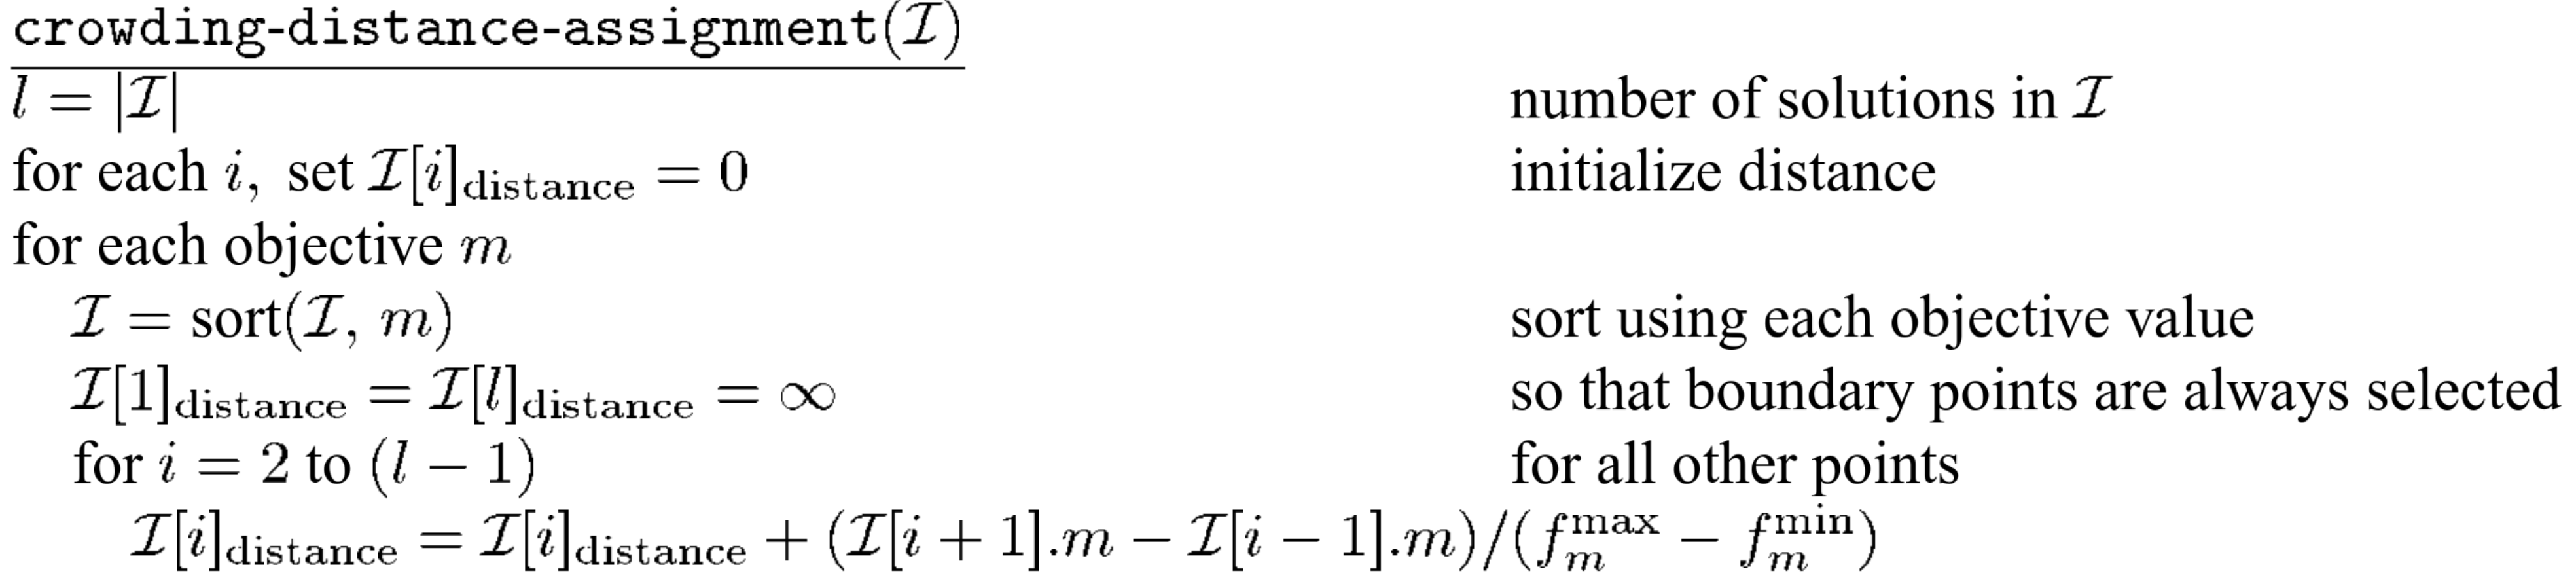 crowding-distance-assignment(ℐ)
l = |ℐ| number of solutions in ℐ
for each i, set ℐ[i]distance = 0 initialize distance
for each objective m
ℐ = sort(ℐ, m) sort using each objective value
ℐ[1]distance = ℐ[l]distance = ∞ so that boundary points are always selected
for i = 2 to (l − 1) for all other points
ℐ[i]distance = ℐ[i]distance + (ℐ[i + 1].m − ℐ[i − 1].m)/(f_m^max − f_m^min)